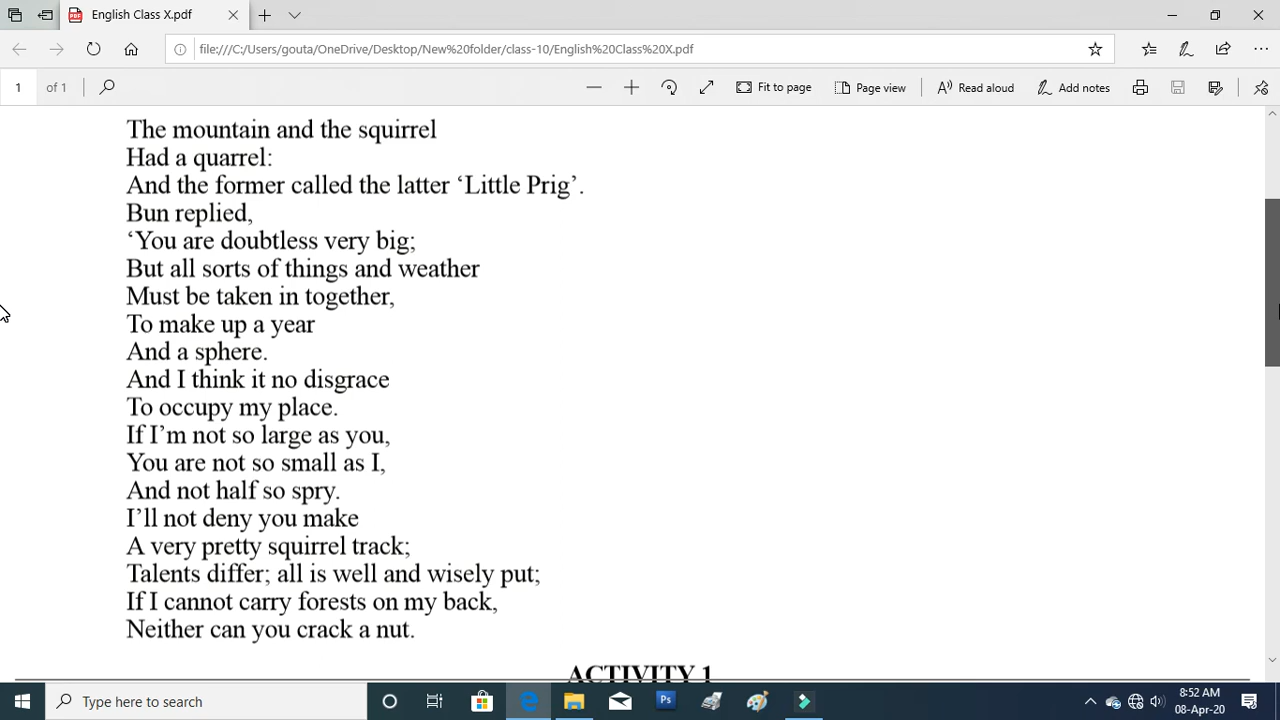 English Class X.pdf
file:///C:/Users/gouta/OneDrive/Desktop/New%20folder/class-10/English%20Class%20X.pdf
1 of 1 Fit to page Page view Read aloud Add notes
The mountain and the squirrel
Had a quarrel:
And the former called the latter ‘Little Prig’.
Bun replied,
‘You are doubtless very big;
But all sorts of things and weather
Must be taken in together,
To make up a year
And a sphere.
And I think it no disgrace
To occupy my place.
If I’m not so large as you,
You are not so small as I,
And not half so spry.
I’ll not deny you make
A very pretty squirrel track;
Talents differ; all is well and wisely put;
If I cannot carry forests on my back,
Neither can you crack a nut.
ACTIVITY 1
Type here to search
Ps
8:52 AM
08-Apr-20